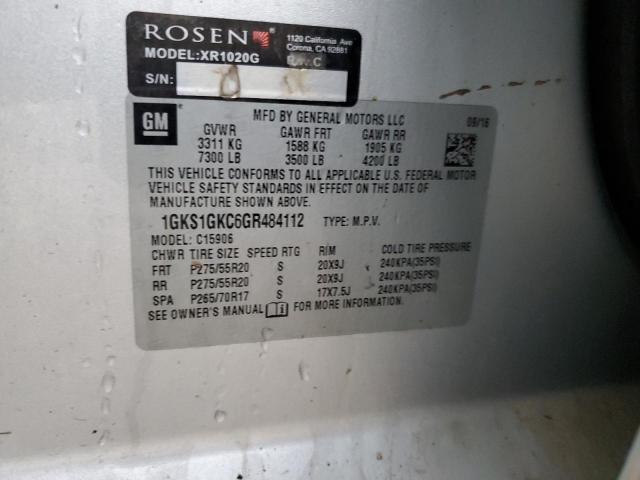 ROSEN
1120 California Ave
Corona, CA 92881
MODEL: XR1020G Rev. C
S/N:
GM
MFD BY GENERAL MOTORS LLC 08/16
GVWR GAWR FRT GAWR RR
3311 KG 1588 KG 1905 KG
7300 LB 3500 LB 4200 LB
THIS VEHICLE CONFORMS TO ALL APPLICABLE U.S. FEDERAL MOTOR
VEHICLE SAFETY STANDARDS IN EFFECT ON THE DATE OF
MANUFACTURE SHOWN ABOVE.
1GKS1GKC6GR484112 TYPE: M.P.V.
MODEL: C15906
CHWR TIRE SIZE SPEED RTG RIM COLD TIRE PRESSURE
FRT P275/55R20 S 20X9J 240KPA(35PSI)
RR P275/55R20 S 20X9J 240KPA(35PSI)
SPA P265/70R17 S 17X7.5J 240KPA(35PSI)
SEE OWNER'S MANUAL FOR MORE INFORMATION.